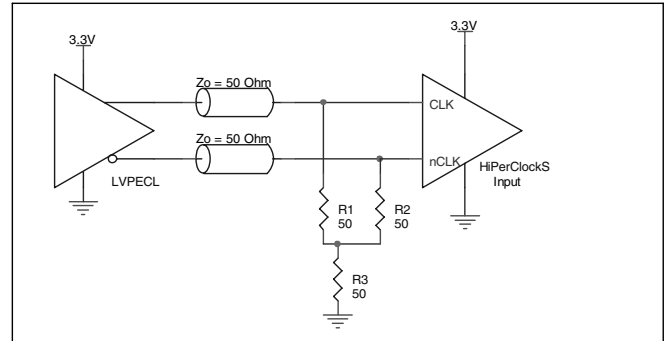 3.3V
3.3V
Zo = 50 Ohm
CLK
Zo = 50 Ohm
nCLK
LVPECL
HiPerClockS
Input
R1
50
R2
50
R3
50